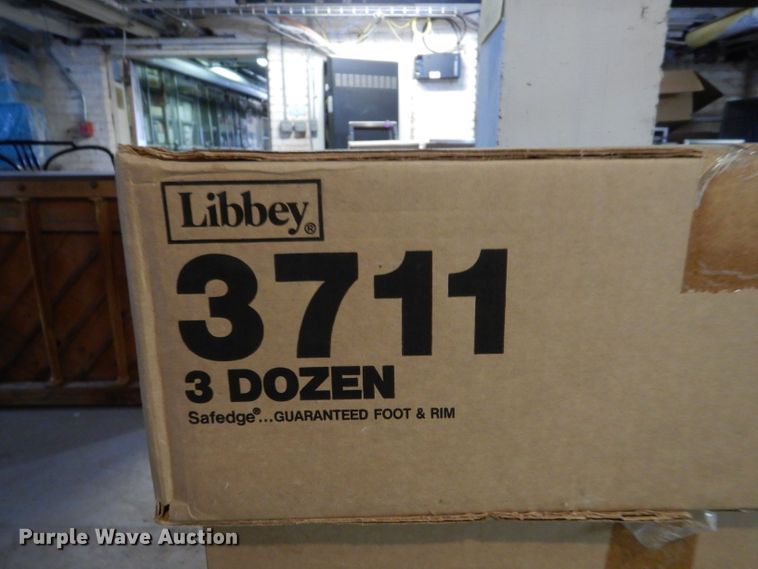 Libbey®
3711
3 DOZEN
Safedge®...GUARANTEED FOOT & RIM
Purple Wave Auction